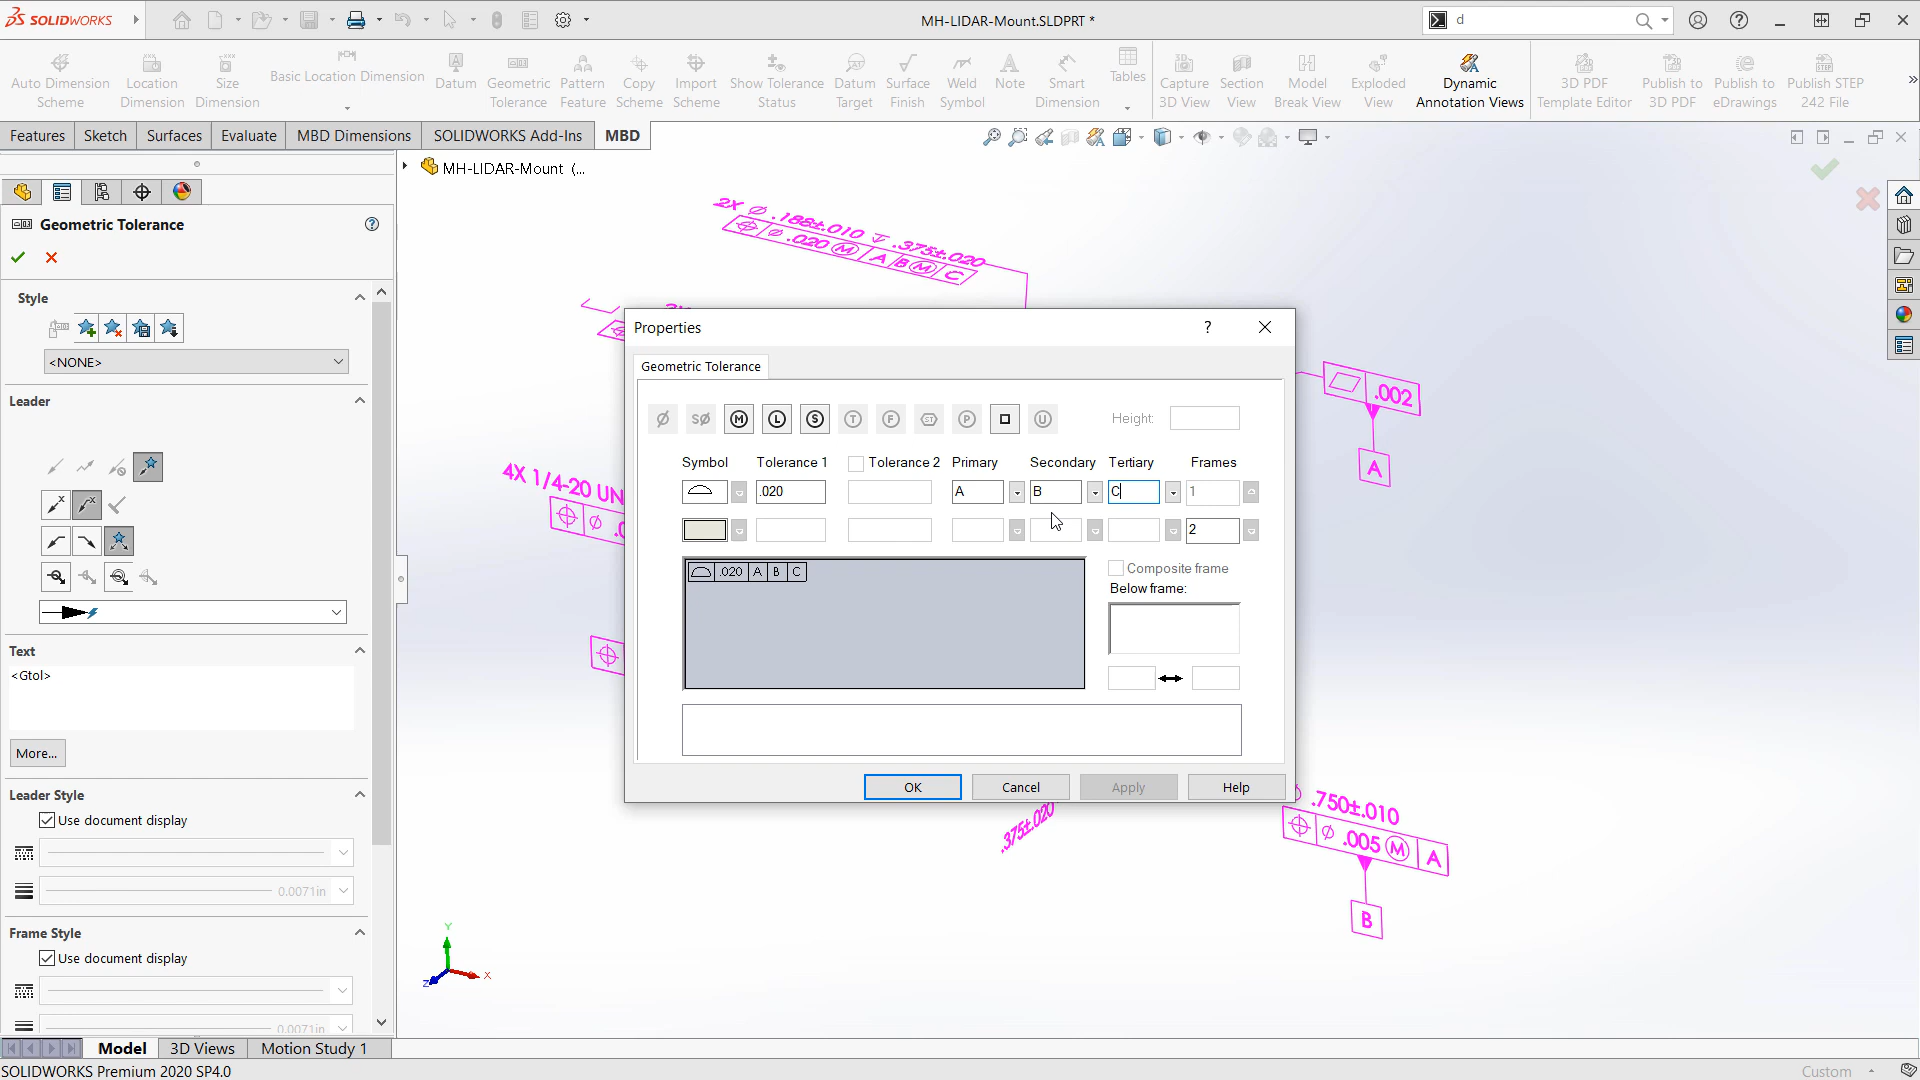 SOLIDWORKS
MH-LIDAR-Mount.SLDPRT *
d
Auto Dimension Scheme
Location Dimension
Size Dimension
Basic Location Dimension
Datum
Geometric Tolerance
Pattern Feature
Copy Scheme
Import Scheme
Show Tolerance Status
Datum Target
Surface Finish
Weld Symbol
Note
Smart Dimension
Tables
Capture 3D View
Section View
Model Break View
Exploded View
Dynamic Annotation Views
3D PDF Template Editor
Publish to 3D PDF
Publish to eDrawings
Publish STEP 242 File
Features
Sketch
Surfaces
Evaluate
MBD Dimensions
SOLIDWORKS Add-Ins
MBD
MH-LIDAR-Mount (...
Geometric Tolerance
Style
<NONE>
Leader
Text
<Gtol>
More...
Leader Style
Use document display
0.0071in
Frame Style
Use document display
0.0071in
2X ⌀ .188±.010 ↧ .375±.020
⌀ .020 Ⓜ A B Ⓜ C
4X 1/4-20 UN
.002
A
.375±.020
.750±.010
⌀ .005 Ⓜ A
B
Y
X
Z
Properties
?
Geometric Tolerance
⌀ S⌀ Ⓜ Ⓛ Ⓢ Ⓣ Ⓕ ST Ⓟ Ⓤ
Height:
Symbol Tolerance 1 Tolerance 2 Primary Secondary Tertiary Frames
.020 A B C 1
2
.020 A B C
Composite frame
Below frame:
OK
Cancel
Apply
Help
Model
3D Views
Motion Study 1
SOLIDWORKS Premium 2020 SP4.0
Custom